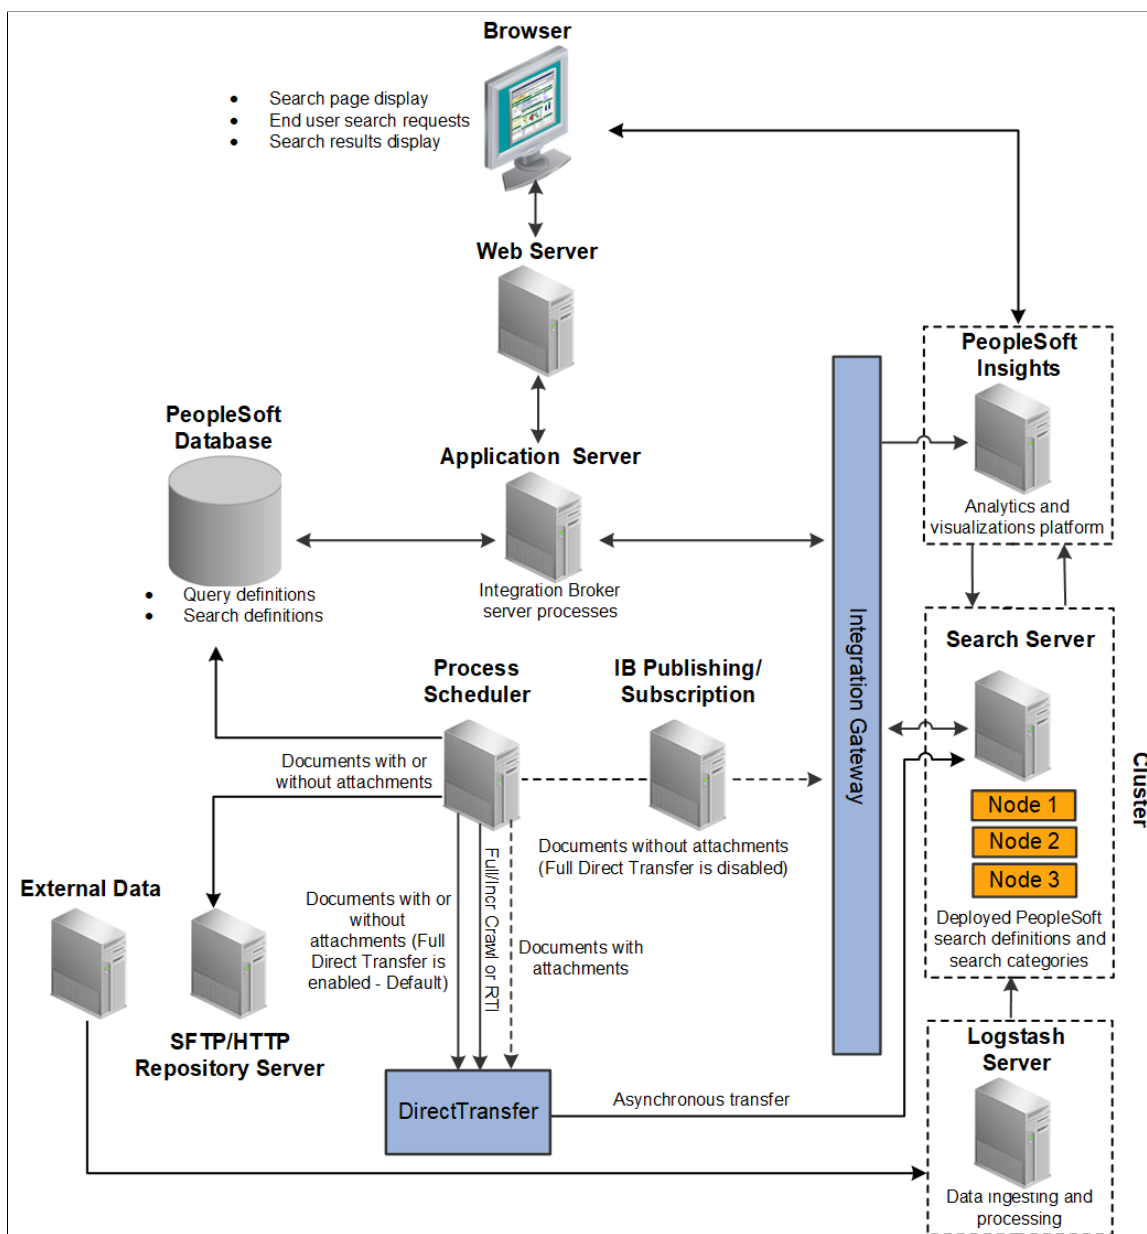 Browser
• Search page display
• End user search requests
• Search results display
Web Server
PeopleSoft
Insights
Analytics and
visualizations platform
PeopleSoft
Database
• Query definitions
• Search definitions
Application Server
Integration Broker
server processes
Integration Gateway
Search Server
Node 1
Node 2
Node 3
Deployed PeopleSoft
search definitions and
search categories
Cluster
Process
Scheduler
IB Publishing/
Subscription
Documents with or
without attachments
Documents without attachments
(Full Direct Transfer is disabled)
External Data
SFTP/HTTP
Repository Server
Documents with or
without
attachments (Full
Direct Transfer is
enabled - Default)
Full/Incr Crawl or RTI
Documents with
attachments
DirectTransfer
Asynchronous transfer
Logstash
Server
Data ingesting and
processing